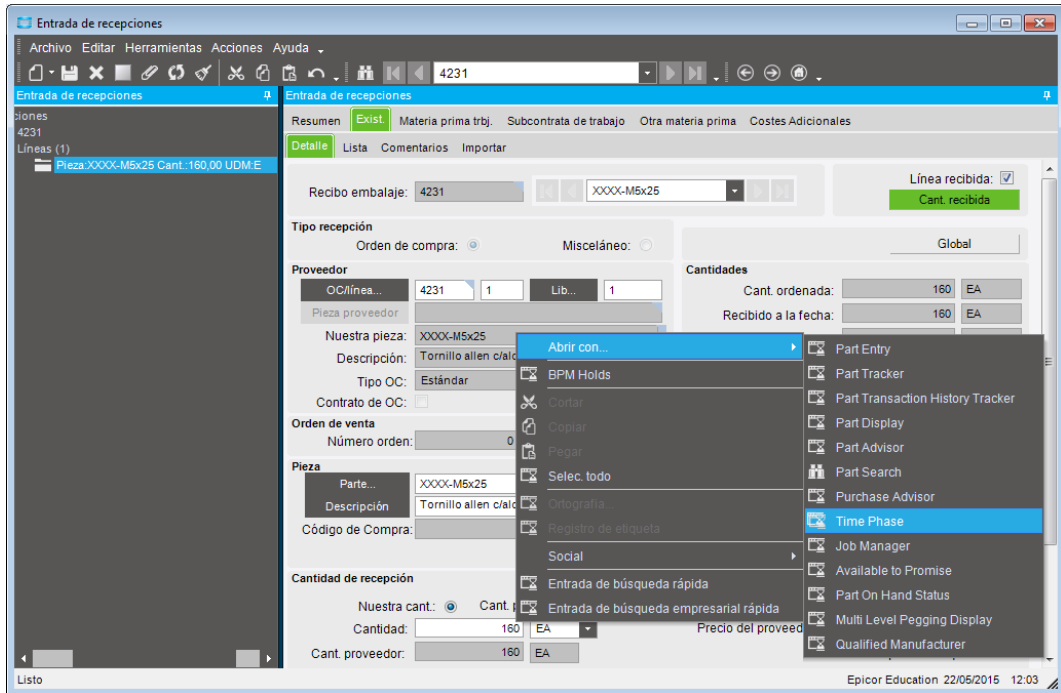 Entrada de recepciones
Archivo Editar Herramientas Acciones Ayuda
4231
Entrada de recepciones
Entrada de recepciones
ciones
4231
Líneas (1)
Pieza:XXXX-M5x25 Cant.:160,00 UDM:E
Resumen Exist. Materia prima trbj. Subcontrata de trabajo Otra materia prima Costes Adicionales
Detalle Lista Comentarios Importar
Recibo embalaje: 4231 XXXX-M5x25
Línea recibida:
Cant. recibida
Tipo recepción
Orden de compra: Misceláneo:
Global
Proveedor
OC/línea... 4231 1 Lib... 1
Pieza proveedor
Nuestra pieza: XXXX-M5x25
Descripción: Tornillo allen c/alo
Tipo OC: Estándar
Contrato de OC:
Cantidades
Cant. ordenada: 160 EA
Recibido a la fecha: 160 EA
Orden de venta
Número orden: 0
Pieza
Parte... XXXX-M5x25
Descripción Tornillo allen c/alo
Código de Compra:
Cantidad de recepción
Nuestra cant.: Cant. p
Cantidad: 160 EA
Cant. proveedor: 160 EA
Precio del proveed
Abrir con...
BPM Holds
Cortar
Copiar
Pegar
Selec. todo
Ortografía...
Registro de etiqueta
Social
Entrada de búsqueda rápida
Entrada de búsqueda empresarial rápida
Part Entry
Part Tracker
Part Transaction History Tracker
Part Display
Part Advisor
Part Search
Purchase Advisor
Time Phase
Job Manager
Available to Promise
Part On Hand Status
Multi Level Pegging Display
Qualified Manufacturer
Listo
Epicor Education 22/05/2015 12:03